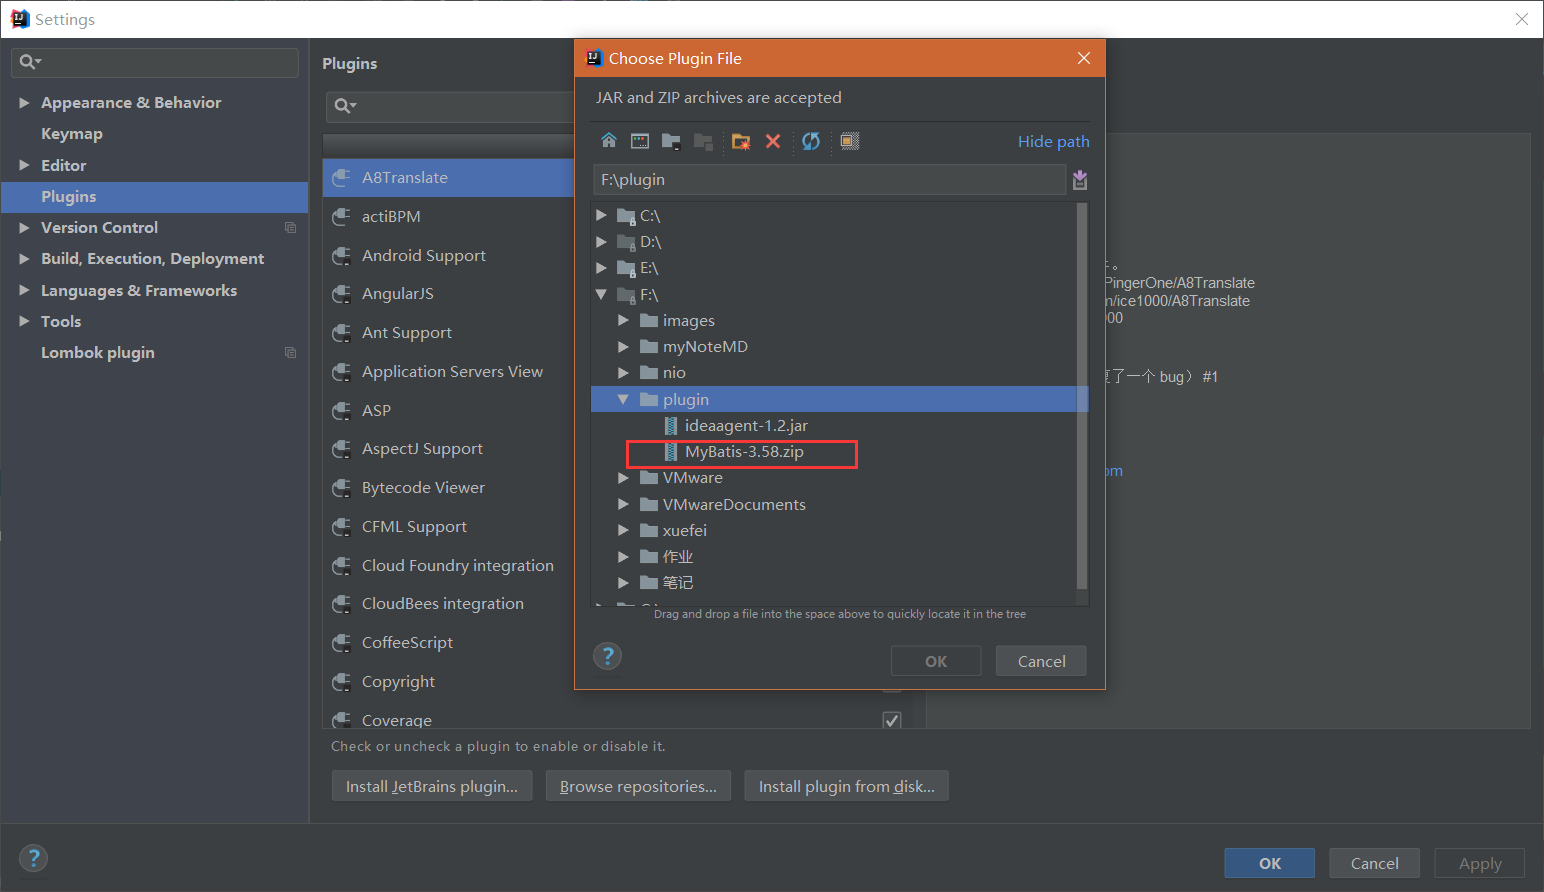 Settings
Appearance & Behavior
Keymap
Editor
Plugins
Version Control
Build, Execution, Deployment
Languages & Frameworks
Tools
Lombok plugin
Plugins
A8Translate
actiBPM
Android Support
AngularJS
Ant Support
Application Servers View
ASP
AspectJ Support
Bytecode Viewer
CFML Support
Cloud Foundry integration
CloudBees integration
CoffeeScript
Copyright
Coverage
Check or uncheck a plugin to enable or disable it.
Install JetBrains plugin...
Browse repositories...
Install plugin from disk...
Choose Plugin File
JAR and ZIP archives are accepted
Hide path
F:\plugin
C:\
D:\
E:\
F:\
images
myNoteMD
nio
plugin
ideaagent-1.2.jar
MyBatis-3.58.zip
VMware
VMwareDocuments
xuefei
作业
笔记
Drag and drop a file into the space above to quickly locate it in the tree
?
OK
Cancel
。
PingerOne/A8Translate
/ice1000/A8Translate
00
了一个 bug） #1
om
?
OK
Cancel
Apply